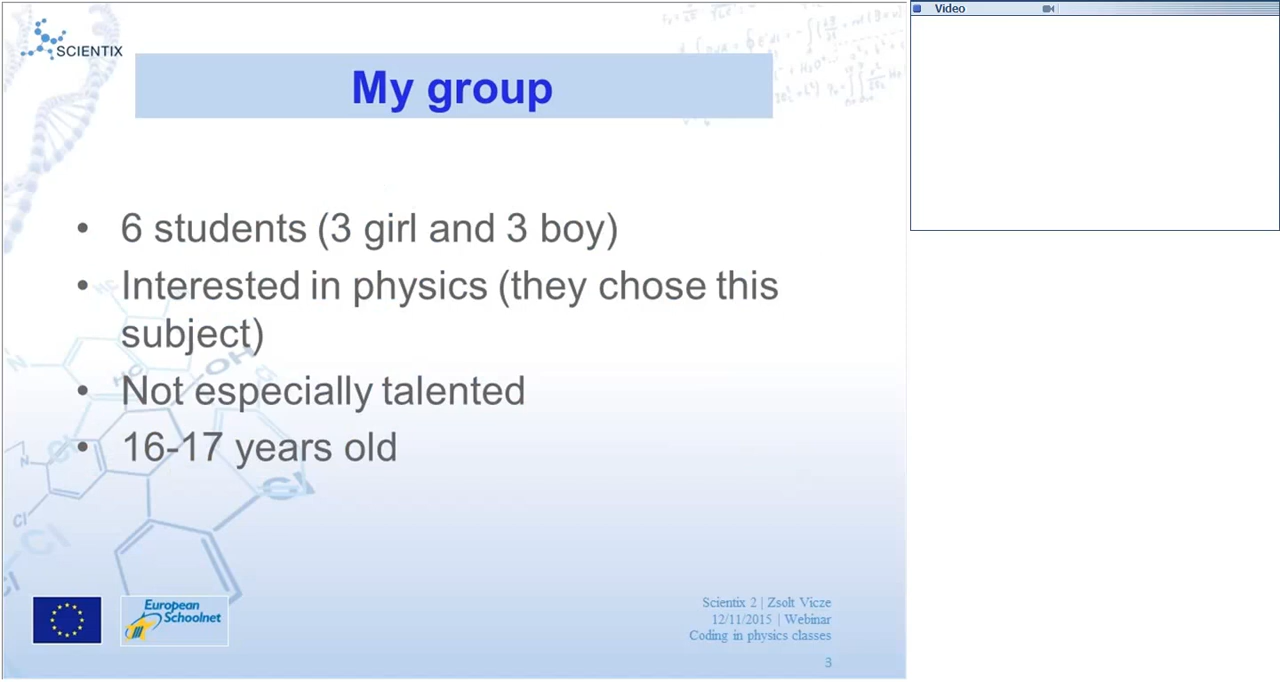 Video
SCIENTIX
My group
• 6 students (3 girl and 3 boy)
• Interested in physics (they chose this
subject)
• Not especially talented
• 16-17 years old
European
Schoolnet
Scientix 2 | Zsolt Vicze
12/11/2015 | Webinar
Coding in physics classes
3